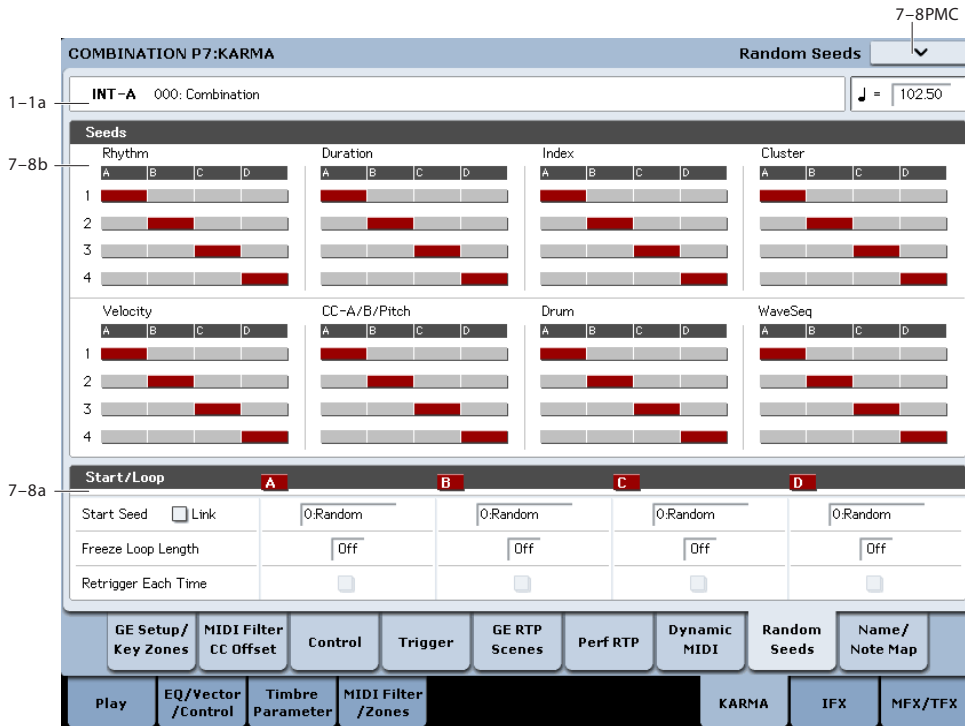 7-8PMC
COMBINATION P7:KARMA
Random Seeds
1-1a
INT-A 000: Combination
♩ = 102.50
Seeds
7-8b
Rhythm Duration Index Cluster
A B C D A B C D A B C D A B C D
1
2
3
4
Velocity CC-A/B/Pitch Drum WaveSeq
A B C D A B C D A B C D A B C D
1
2
3
4
7-8a
Start/Loop A B C D
Start Seed Link 0:Random 0:Random 0:Random 0:Random
Freeze Loop Length Off Off Off Off
Retrigger Each Time
GE Setup/
Key Zones
MIDI Filter
CC Offset
Control
Trigger
GE RTP
Scenes
Perf RTP
Dynamic
MIDI
Random
Seeds
Name/
Note Map
Play
EQ/Vector
/Control
Timbre
Parameter
MIDI Filter
/Zones
KARMA
IFX
MFX/TFX